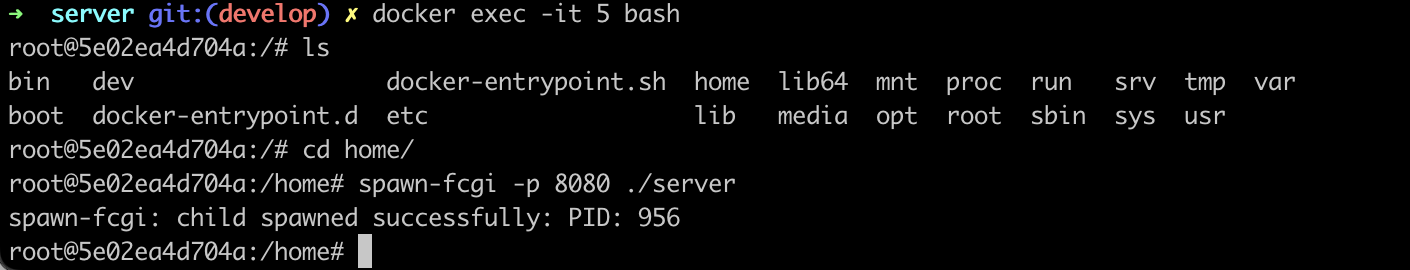 → server git:(develop) ✗ docker exec -it 5 bash
root@5e02ea4d704a:/# ls
bin   dev                  docker-entrypoint.sh  home  lib64  mnt  proc  run   srv  tmp  var
boot  docker-entrypoint.d  etc                   lib   media  opt  root  sbin  sys  usr
root@5e02ea4d704a:/# cd home/
root@5e02ea4d704a:/home# spawn-fcgi -p 8080 ./server
spawn-fcgi: child spawned successfully: PID: 956
root@5e02ea4d704a:/home#